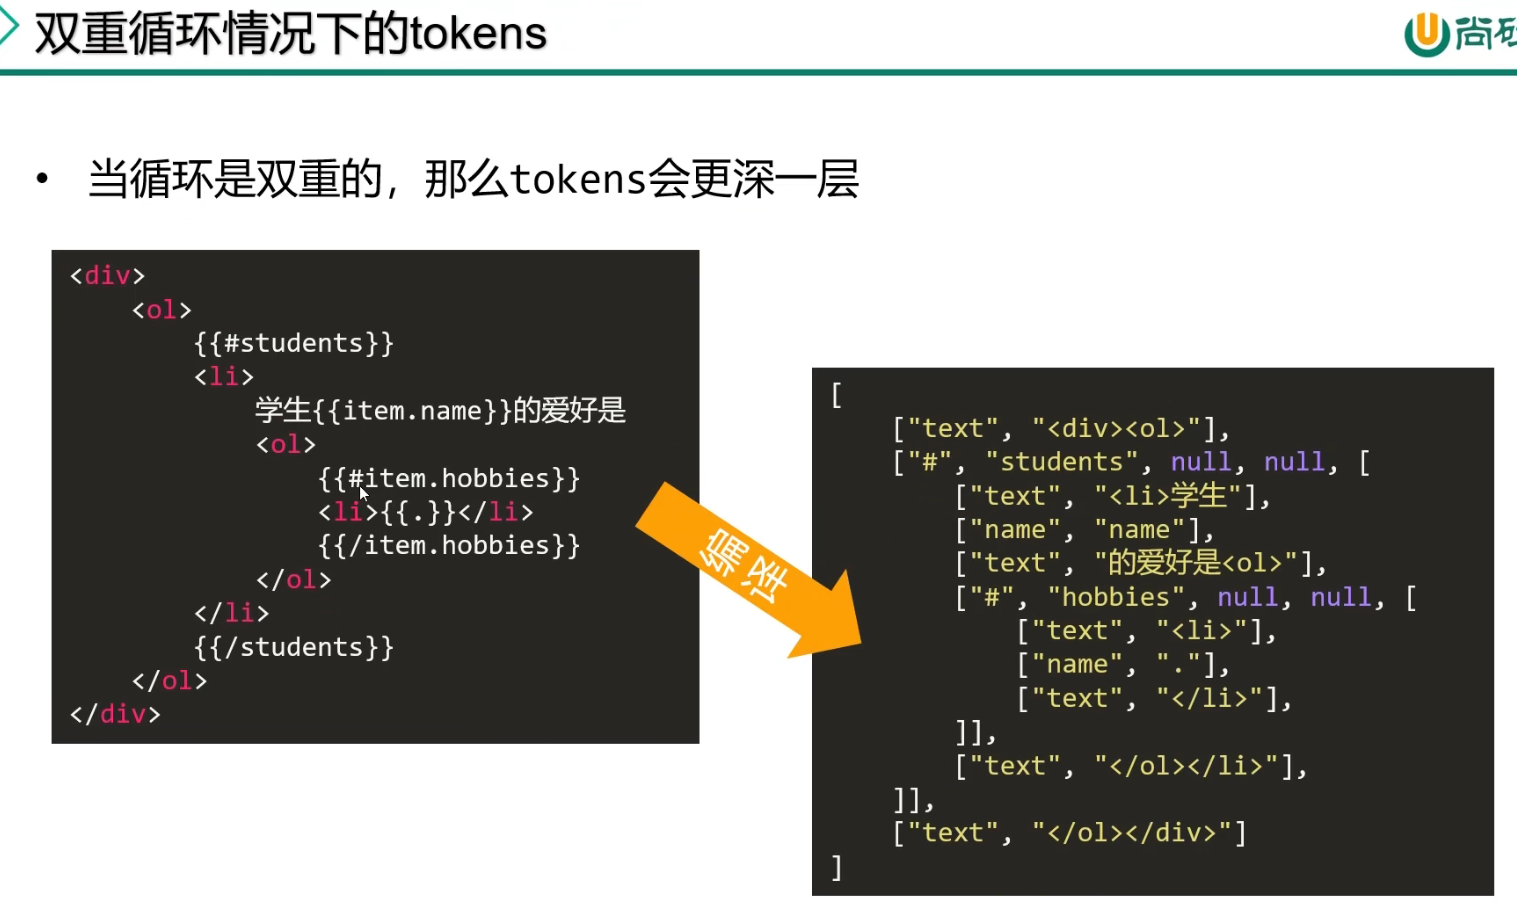 双重循环情况下的tokens
尚硅
• 当循环是双重的，那么tokens会更深一层
<div>
<ol>
{{#students}}
<li>
学生{{item.name}}的爱好是
<ol>
{{#item.hobbies}}
<li>{{.}}</li>
{{/item.hobbies}}
</ol>
</li>
{{/students}}
</ol>
</div>
编译
[
["text", "<div><ol>"],
["#", "students", null, null, [
["text", "<li>学生"],
["name", "name"],
["text", "的爱好是<ol>"],
["#", "hobbies", null, null, [
["text", "<li>"],
["name", "."],
["text", "</li>"],
]],
["text", "</ol></li>"],
]],
["text", "</ol></div>"]
]